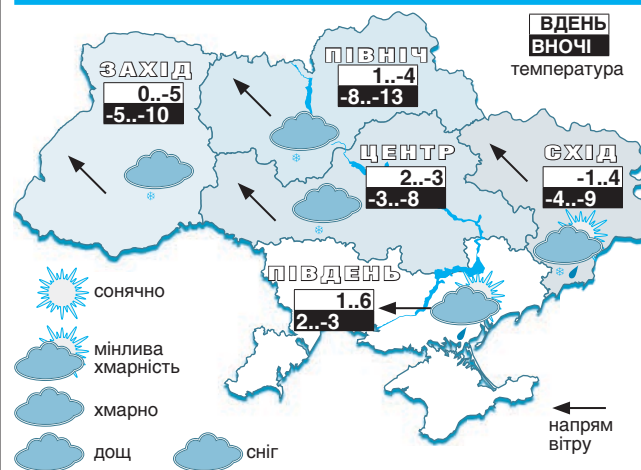 ВДЕНЬ
ВНОЧІ
температура
ЗАХІД
0..-5
-5..-10
ПІВНІЧ
1..-4
-8..-13
ЦЕНТР
2..-3
-3..-8
СХІД
-1..4
-4..-9
ПІВДЕНЬ
1..6
2..-3
сонячно
мінлива
хмарність
хмарно
дощ
сніг
напрям
вітру